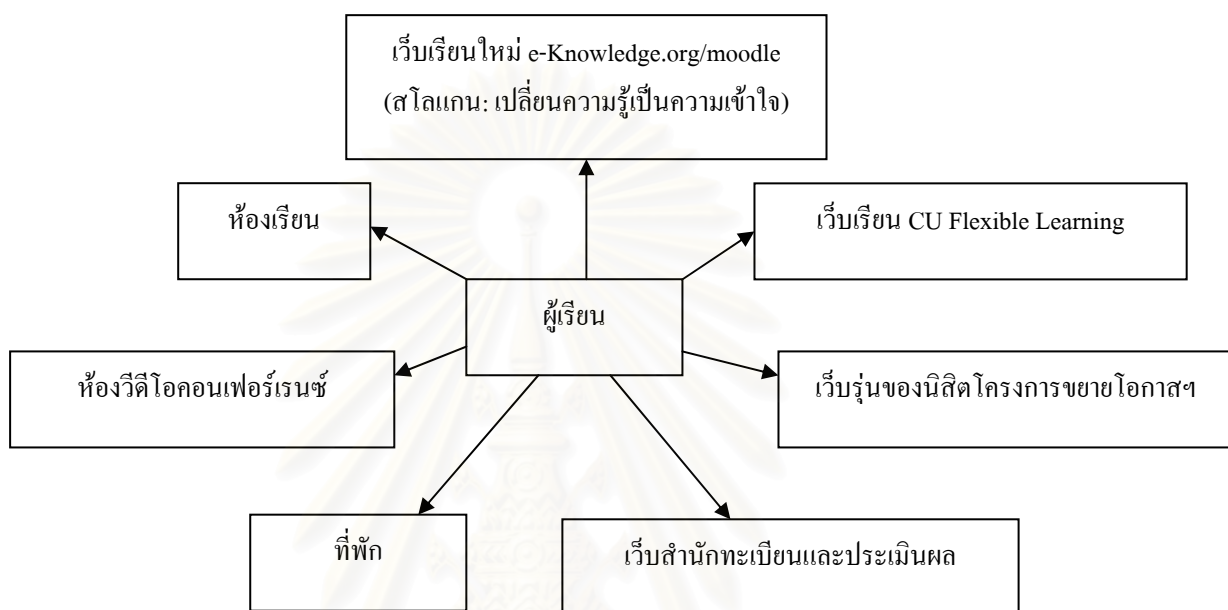 เว็บเรียนใหม่ e-Knowledge.org/moodle
(สโลแกน: เปลี่ยนความรู้เป็นความเข้าใจ)
ห้องเรียน
เว็บเรียน CU Flexible Learning
ผู้เรียน
ห้องวีดีโอคอนเฟอร์เรนซ์
เว็บรุ่นของนิสิตโครงการขยายโอกาสฯ
ที่พัก
เว็บสำนักทะเบียนและประเมินผล